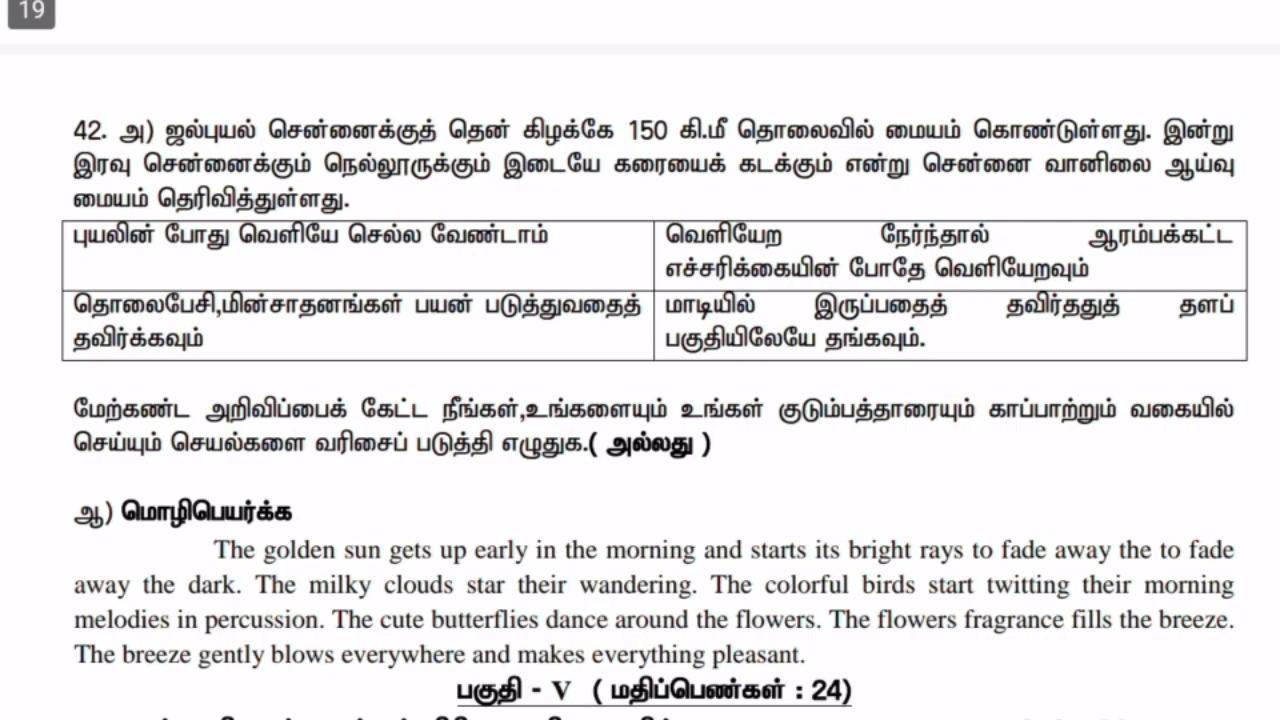 19
42. அ) ஜல்புயல் சென்னைக்குத் தென் கிழக்கே 150 கி.மீ தொலைவில் மையம் கொண்டுள்ளது. இன்று
இரவு சென்னைக்கும் நெல்லூருக்கும் இடையே கரையைக் கடக்கும் என்று சென்னை வானிலை ஆய்வு
மையம் தெரிவித்துள்ளது.
புயலின் போது வெளியே செல்ல வேண்டாம்
வெளியேற நேர்ந்தால் ஆரம்பக்கட்ட
எச்சரிக்கையின் போதே வெளியேறவும்
தொலைபேசி,மின்சாதனங்கள் பயன் படுத்துவதைத்
தவிர்க்கவும்
மாடியில் இருப்பதைத் தவிர்ததுத் தளப்
பகுதியிலேயே தங்கவும்.
மேற்கண்ட அறிவிப்பைக் கேட்ட நீங்கள்,உங்களையும் உங்கள் குடும்பத்தாரையும் காப்பாற்றும் வகையில்
செய்யும் செயல்களை வரிசைப் படுத்தி எழுதுக.( அல்லது )
ஆ) மொழிபெயர்க்க
The golden sun gets up early in the morning and starts its bright rays to fade away the to fade
away the dark. The milky clouds star their wandering. The colorful birds start twitting their morning
melodies in percussion. The cute butterflies dance around the flowers. The flowers fragrance fills the breeze.
The breeze gently blows everywhere and makes everything pleasant.
பகுதி - V ( மதிப்பெண்கள் : 24)